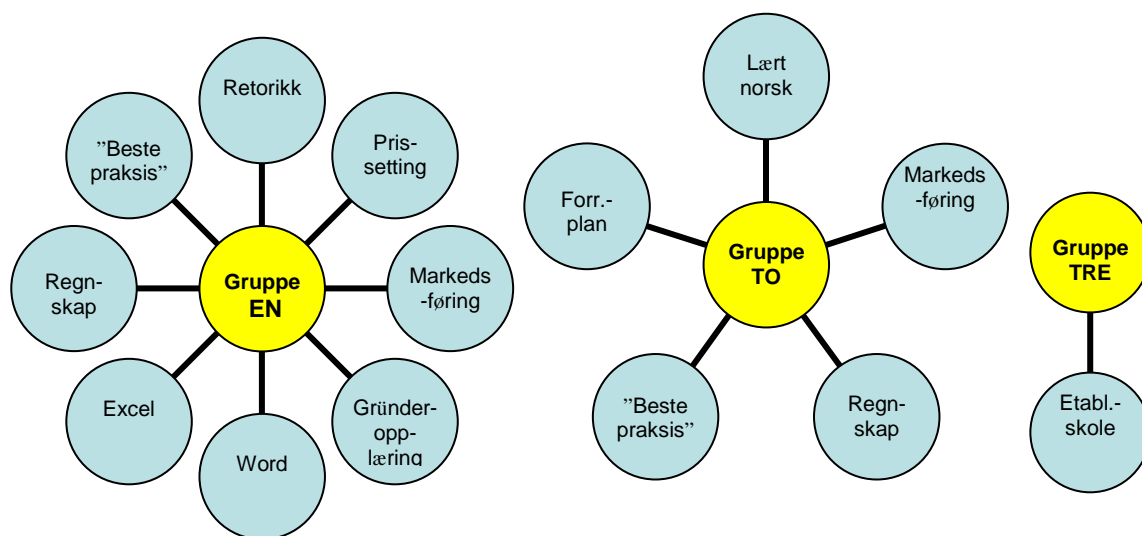 Retorikk
Pris-
setting
Markeds
-føring
Gründer-
opp-
læring
Word
Excel
Regn-
skap
”Beste
praksis”
Gruppe
EN
Lært
norsk
Markeds
-føring
Regn-
skap
”Beste
praksis”
Forr.-
plan
Gruppe
TO
Gruppe
TRE
Etabl.-
skole